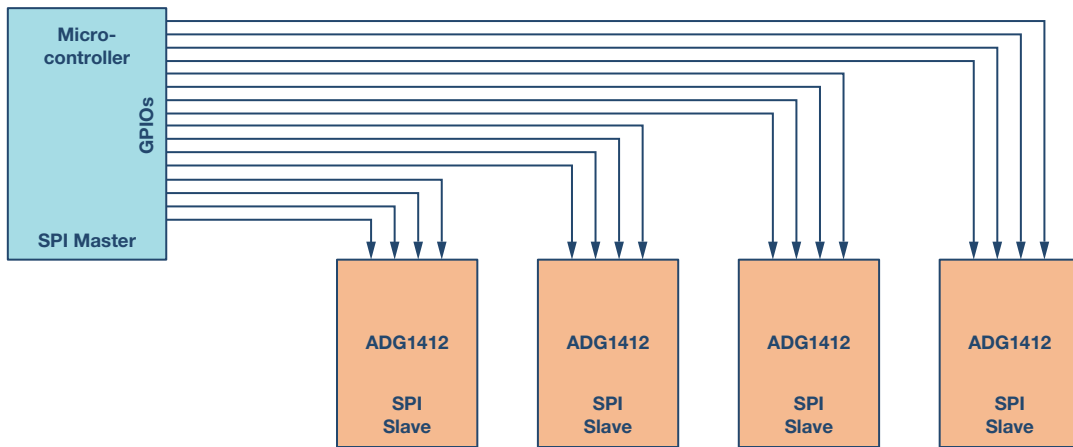 Micro-
controller
GPIOs
SPI Master
ADG1412
SPI
Slave
ADG1412
SPI
Slave
ADG1412
SPI
Slave
ADG1412
SPI
Slave